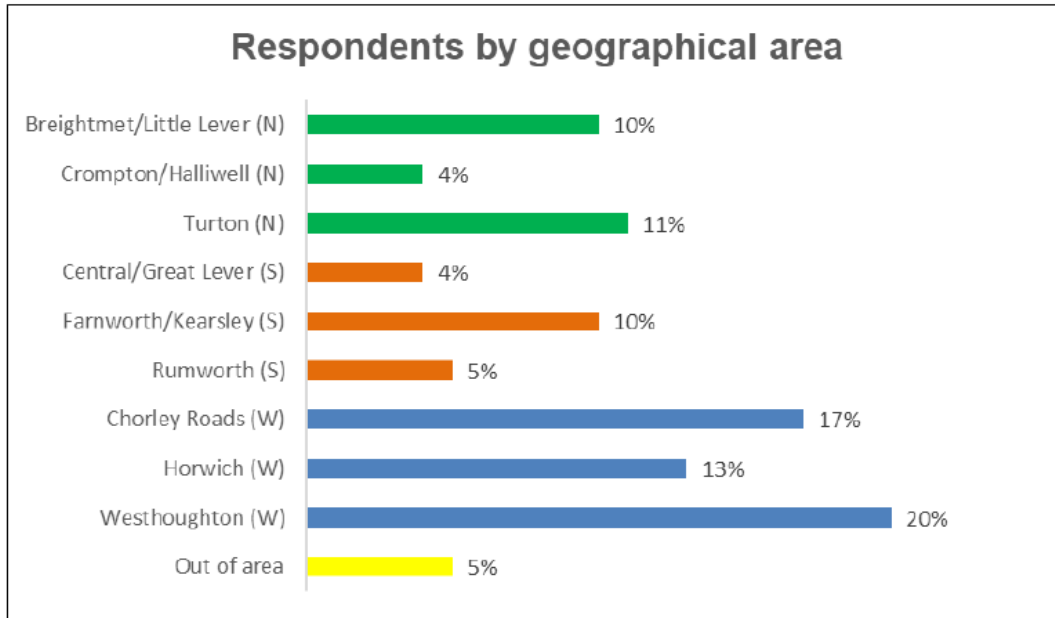 Respondents by geographical area
Breightmet/Little Lever (N) 10%
Crompton/Halliwell (N) 4%
Turton (N) 11%
Central/Great Lever (S) 4%
Farnworth/Kearsley (S) 10%
Rumworth (S) 5%
Chorley Roads (W) 17%
Horwich (W) 13%
Westhoughton (W) 20%
Out of area 5%